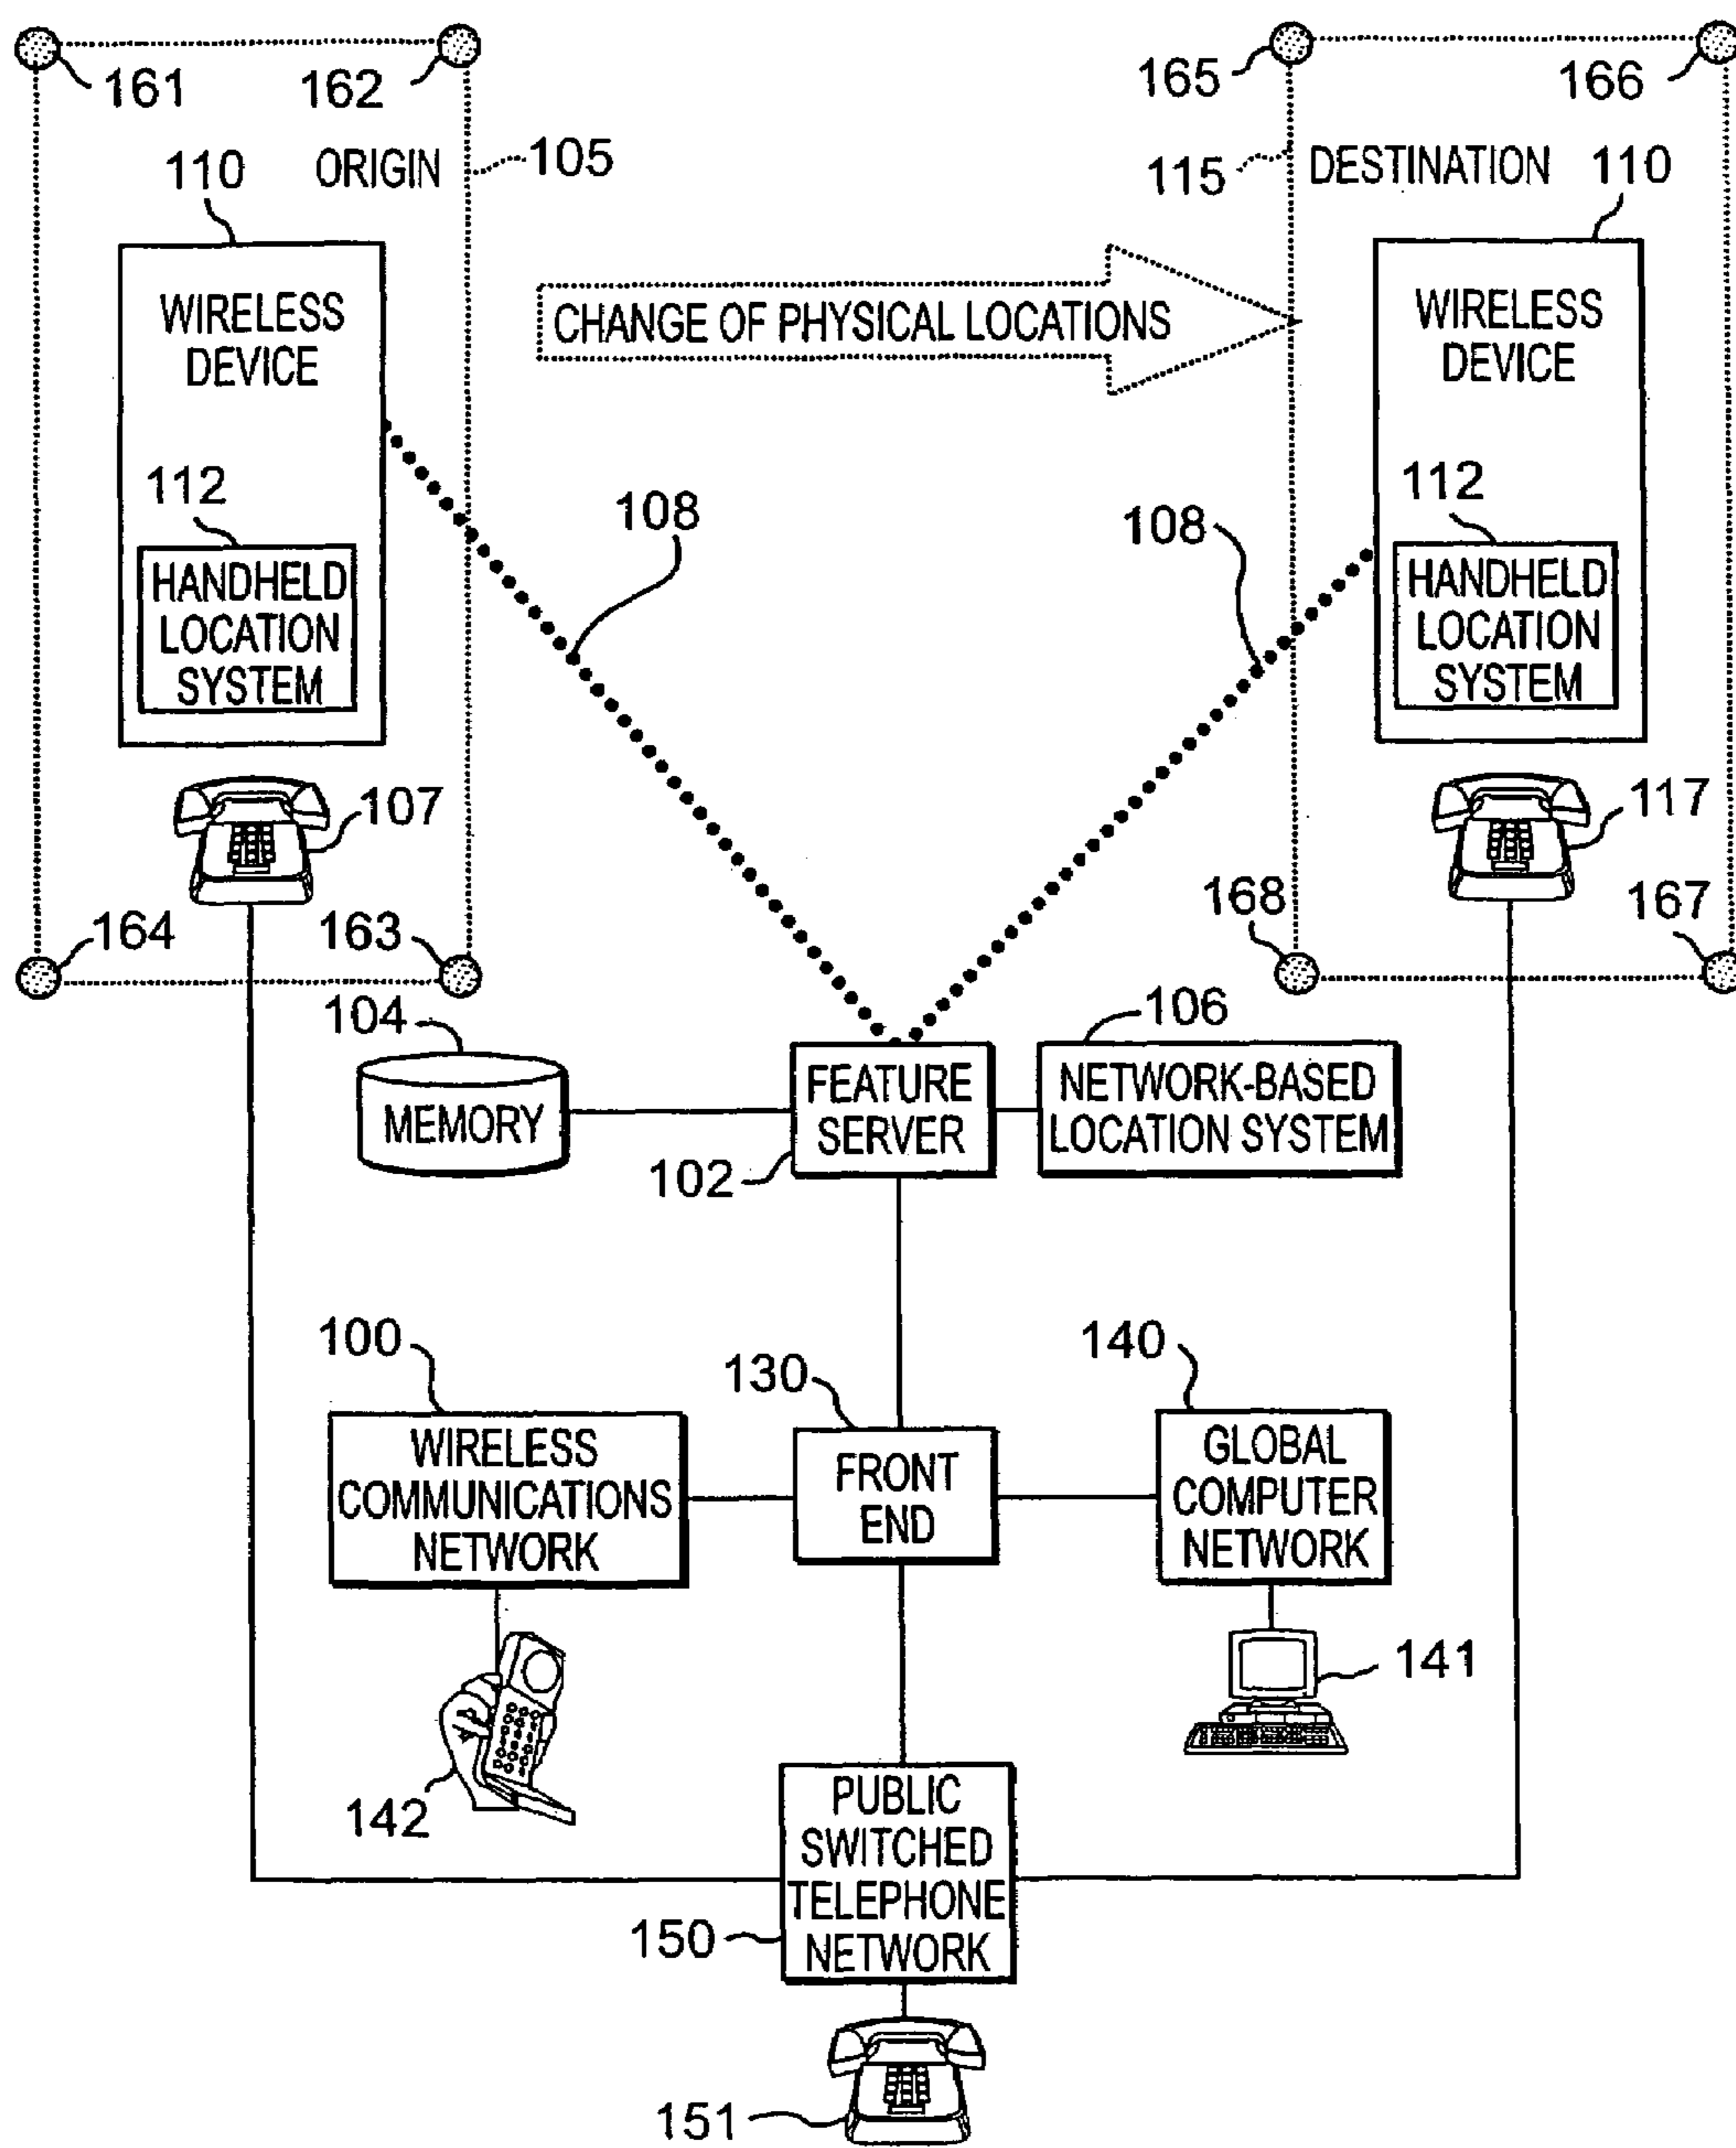 161
162
165
166
110
ORIGIN
105
115
DESTINATION
110
WIRELESS
DEVICE
CHANGE OF PHYSICAL LOCATIONS
WIRELESS
DEVICE
112
108
108
112
HANDHELD
LOCATION
SYSTEM
HANDHELD
LOCATION
SYSTEM
107
117
164
163
168
167
104
106
MEMORY
FEATURE
SERVER
NETWORK-BASED
LOCATION SYSTEM
102
100
130
140
WIRELESS
COMMUNICATIONS
NETWORK
FRONT
END
GLOBAL
COMPUTER
NETWORK
141
142
PUBLIC
SWITCHED
TELEPHONE
NETWORK
150
151